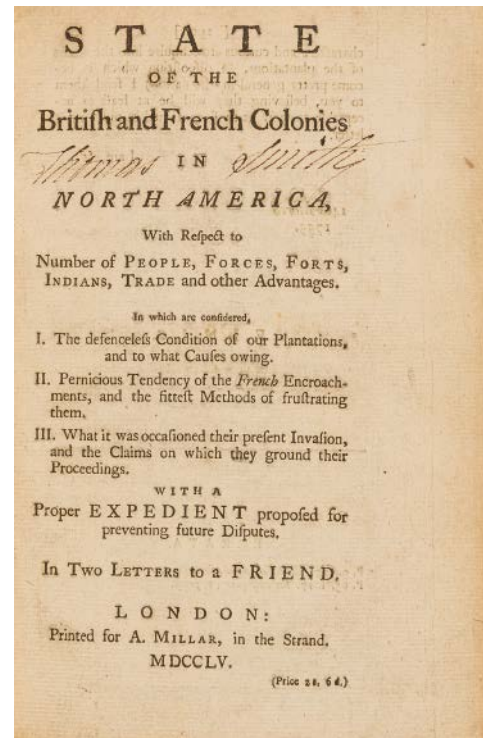 STATE
OF THE
Britiſh and French Colonies
Thomas IN Smith
NORTH AMERICA,
With Reſpect to
Number of PEOPLE, FORCES, FORTS,
INDIANS, TRADE and other Advantages.
In which are conſidered,
I. The defenceleſs Condition of our Plantations,
and to what Cauſes owing.
II. Pernicious Tendency of the French Encroach-
ments, and the fitteſt Methods of fruſtrating
them.
III. What it was occaſioned their preſent Invaſion,
and the Claims on which they ground their
Proceedings.
WITH A
Proper EXPEDIENT propoſed for
preventing future Diſputes.
In Two LETTERS to a FRIEND.
LONDON:
Printed for A. MILLAR, in the Strand.
MDCCLV.
(Price 2s. 6d.)